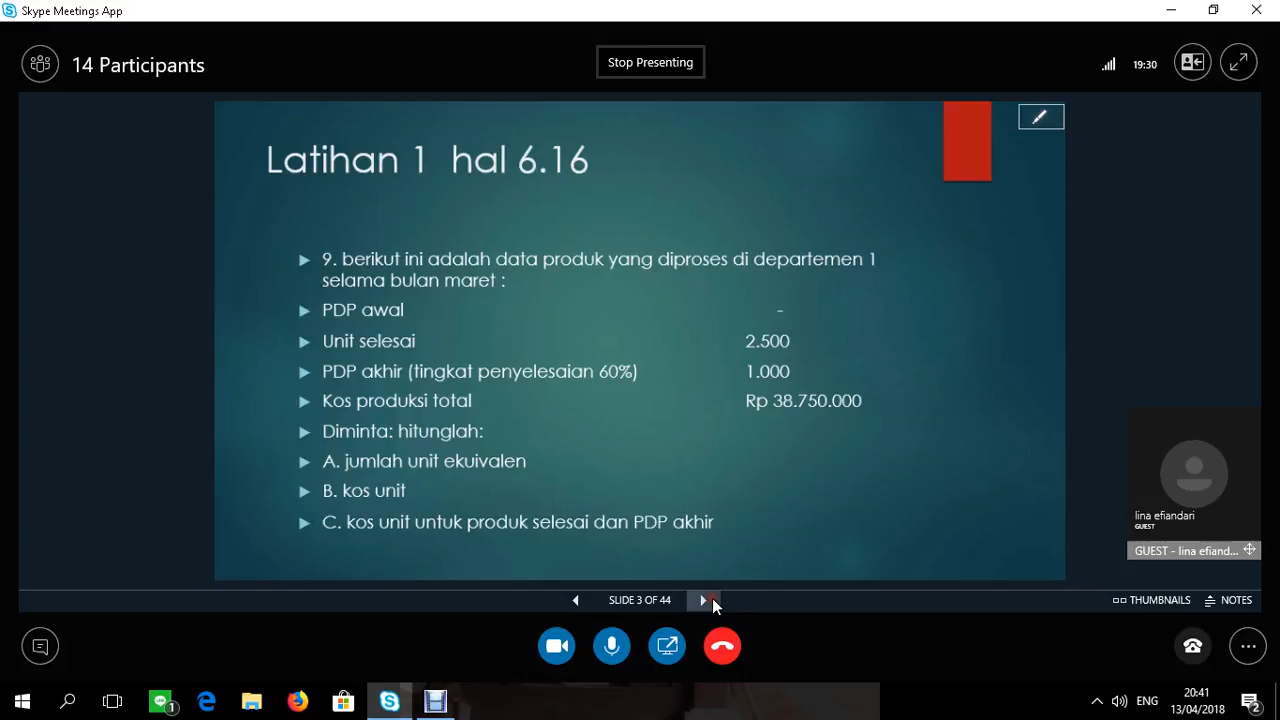 Skype Meetings App
14 Participants
Stop Presenting
19:30
Latihan 1 hal 6.16
9. berikut ini adalah data produk yang diproses di departemen 1
selama bulan maret :
PDP awal -
Unit selesai 2.500
PDP akhir (tingkat penyelesaian 60%) 1.000
Kos produksi total Rp 38.750.000
Diminta: hitunglah:
A. jumlah unit ekuivalen
B. kos unit
C. kos unit untuk produk selesai dan PDP akhir
lina efiandari
GUEST
GUEST - lina efiand...
SLIDE 3 OF 44
THUMBNAILS
NOTES
1
ENG
20:41
13/04/2018
2